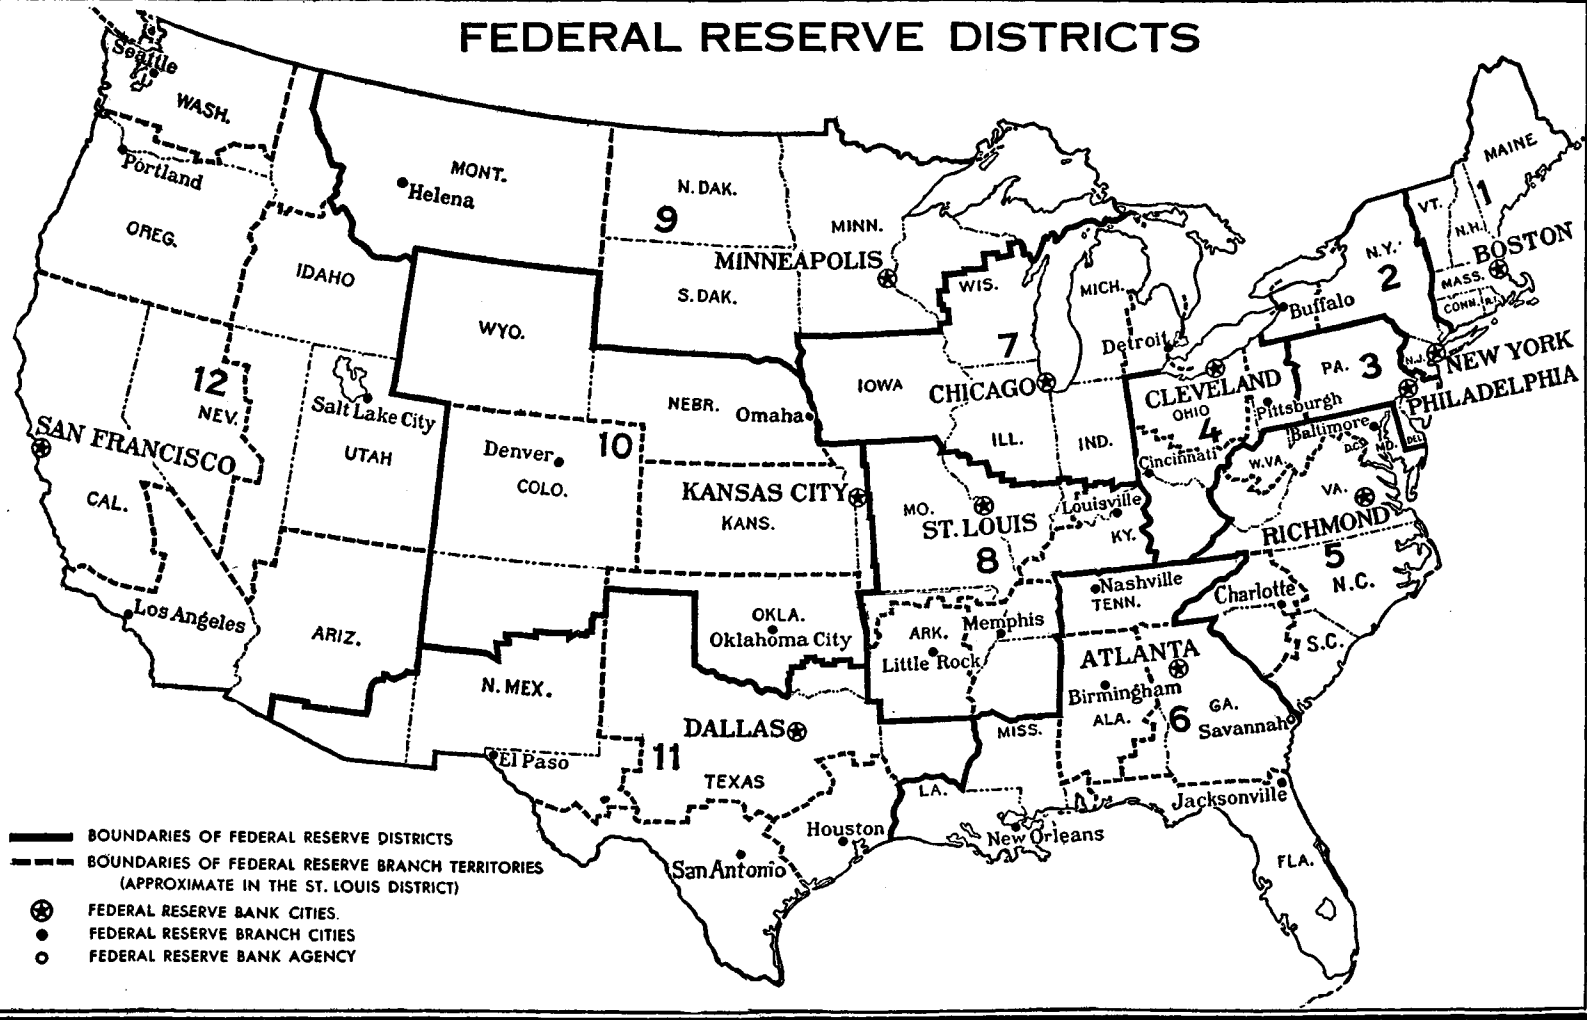 FEDERAL RESERVE DISTRICTS
Seattle
WASH.
Portland
OREG.
MONT.
Helena
IDAHO
N. DAK.
9
MINN.
MINNEAPOLIS
S. DAK.
WYO.
WIS.
MICH.
7
Detroit
MAINE
1
VT.
N.H.
BOSTON
MASS.
CONN.
R.I.
N.Y.
2
Buffalo
NEW YORK
N.J.
PA.
3
PHILADELPHIA
12
NEV.
SAN FRANCISCO
CAL.
Salt Lake City
UTAH
Los Angeles
ARIZ.
NEBR.
Omaha
IOWA
CHICAGO
ILL.
IND.
CLEVELAND
OHIO
4
Pittsburgh
Cincinnati
Baltimore
D.C.
MD.
DEL.
W.VA.
VA.
RICHMOND
5
N.C.
Charlotte
S.C.
Denver
10
COLO.
KANSAS CITY
KANS.
MO.
ST. LOUIS
8
Louisville
KY.
Nashville
TENN.
Memphis
ARK.
Little Rock
OKLA.
Oklahoma City
N. MEX.
El Paso
DALLAS
11
TEXAS
Houston
San Antonio
LA.
New Orleans
MISS.
ATLANTA
Birmingham
ALA.
6
GA.
Savannah
Jacksonville
FLA.
BOUNDARIES OF FEDERAL RESERVE DISTRICTS
BOUNDARIES OF FEDERAL RESERVE BRANCH TERRITORIES
(APPROXIMATE IN THE ST. LOUIS DISTRICT)
FEDERAL RESERVE BANK CITIES.
FEDERAL RESERVE BRANCH CITIES
FEDERAL RESERVE BANK AGENCY